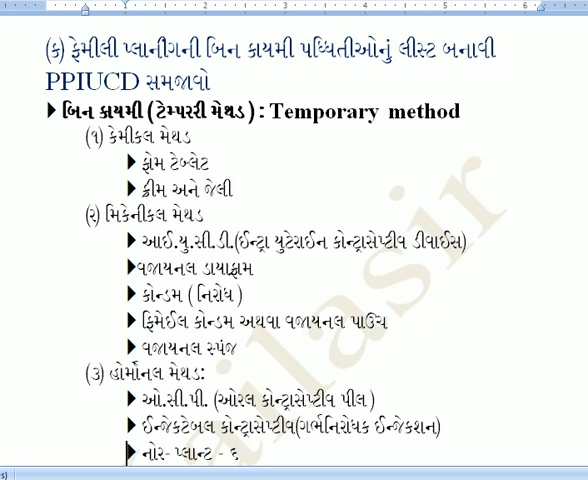 (ક) ફેમીલી પ્લાનીંગની બિન કાયમી પધ્ધિતીઓનું લીસ્ટ બનાવી
PPIUCD સમજાવો
બિન કાયમી (ટેમ્પરરી મેથડ) : Temporary method
(૧) કેમીકલ મેથડ
ફોમ ટેબ્લેટ
ક્રીમ અને જેલી
(૨) મિકેનીકલ મેથડ
આઈ.યુ.સી.ડી.(ઈન્ટ્રા યુટેરાઈન કોન્ટ્રાસેપ્ટીવ ડીવાઈસ)
વજાયનલ ડાયાફ્રામ
કોન્ડમ ( નિરોધ )
ફિમેઈલ કોન્ડમ અથવા વજાયનલ પાઉચ
વજાયનલ સ્પંજ
(૩) હોર્મોનલ મેથડ:
ઓ.સી.પી. (ઓરલ કોન્ટ્રાસેપ્ટીવ પીલ )
ઈન્જેકટેબલ કોન્ટ્રાસેપ્ટીવ(ગર્ભનિરોધક ઈન્જેકશન)
નોર- પ્લાન્ટ - ૬
ailasir